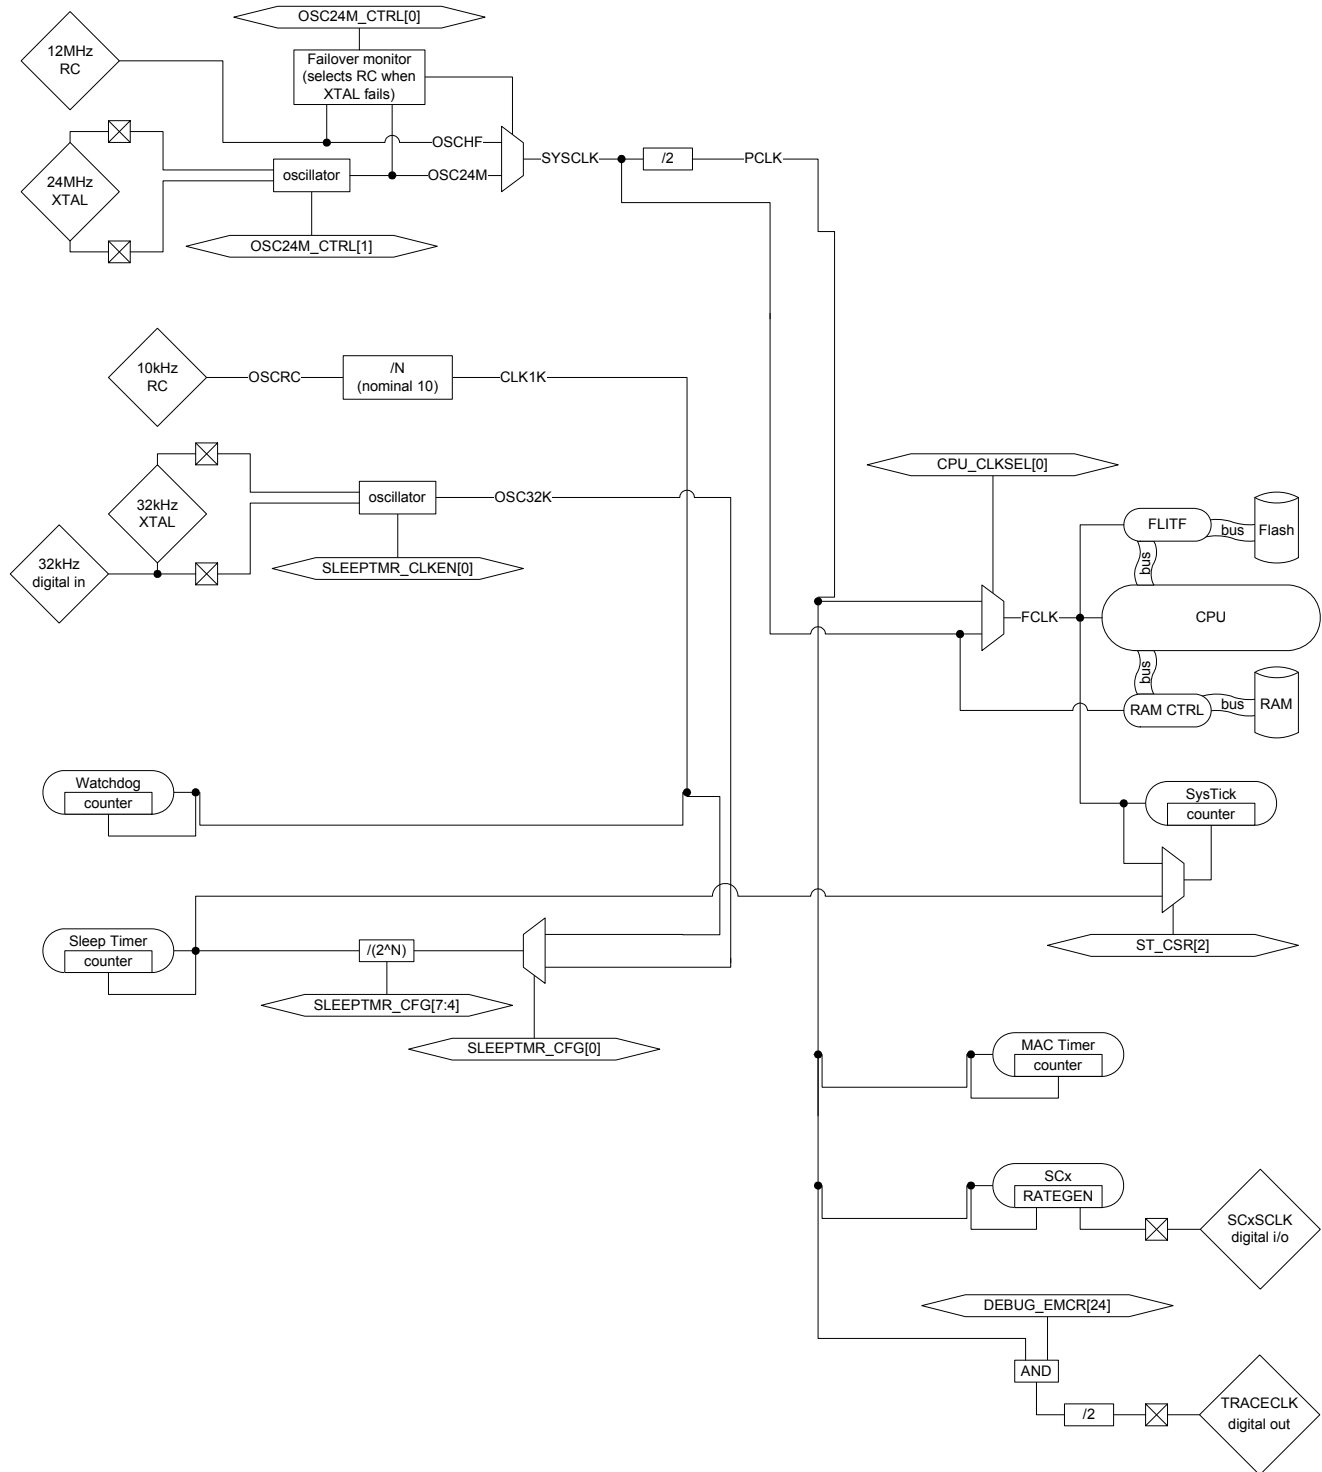 OSC24M_CTRL[0]
12MHz
RC
Failover monitor
(selects RC when
XTAL fails)
OSCHF
SYSCLK
/2
PCLK
24MHz
XTAL
oscillator
OSC24M
OSC24M_CTRL[1]
10kHz
RC
OSCRC
/N
(nominal 10)
CLK1K
CPU_CLKSEL[0]
32kHz
XTAL
oscillator
OSC32K
32kHz
digital in
SLEEPTMR_CLKEN[0]
FLITF
bus
Flash
bus
FCLK
CPU
bus
RAM CTRL
bus
RAM
Watchdog
counter
SysTick
counter
Sleep Timer
counter
/(2^N)
ST_CSR[2]
SLEEPTMR_CFG[7:4]
SLEEPTMR_CFG[0]
MAC Timer
counter
SCx
RATEGEN
SCxSCLK
digital i/o
DEBUG_EMCR[24]
AND
/2
TRACECLK
digital out